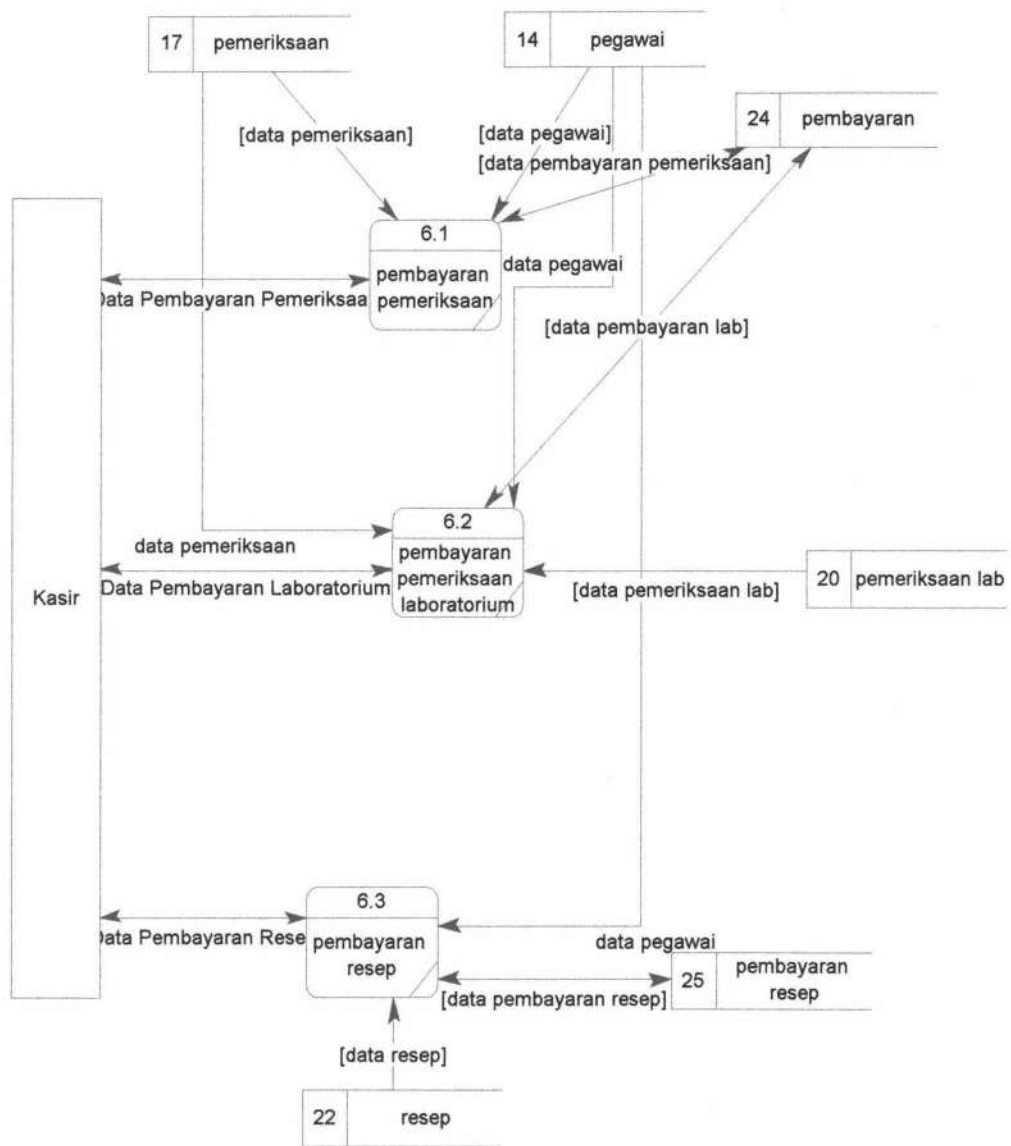 17 pemeriksaan
14 pegawai
24 pembayaran
[data pemeriksaan]
[data pegawai]
[data pembayaran pemeriksaan]
6.1
pembayaran
pemeriksaan
data pegawai
Data Pembayaran Pemeriksaa
[data pembayaran lab]
6.2
pembayaran
pemeriksaan
laboratorium
data pemeriksaan
Data Pembayaran Laboratorium
Kasir
[data pemeriksaan lab]
20 pemeriksaan lab
6.3
pembayaran
resep
Data Pembayaran Rese
data pegawai
[data pembayaran resep]
25 pembayaran
resep
[data resep]
22 resep